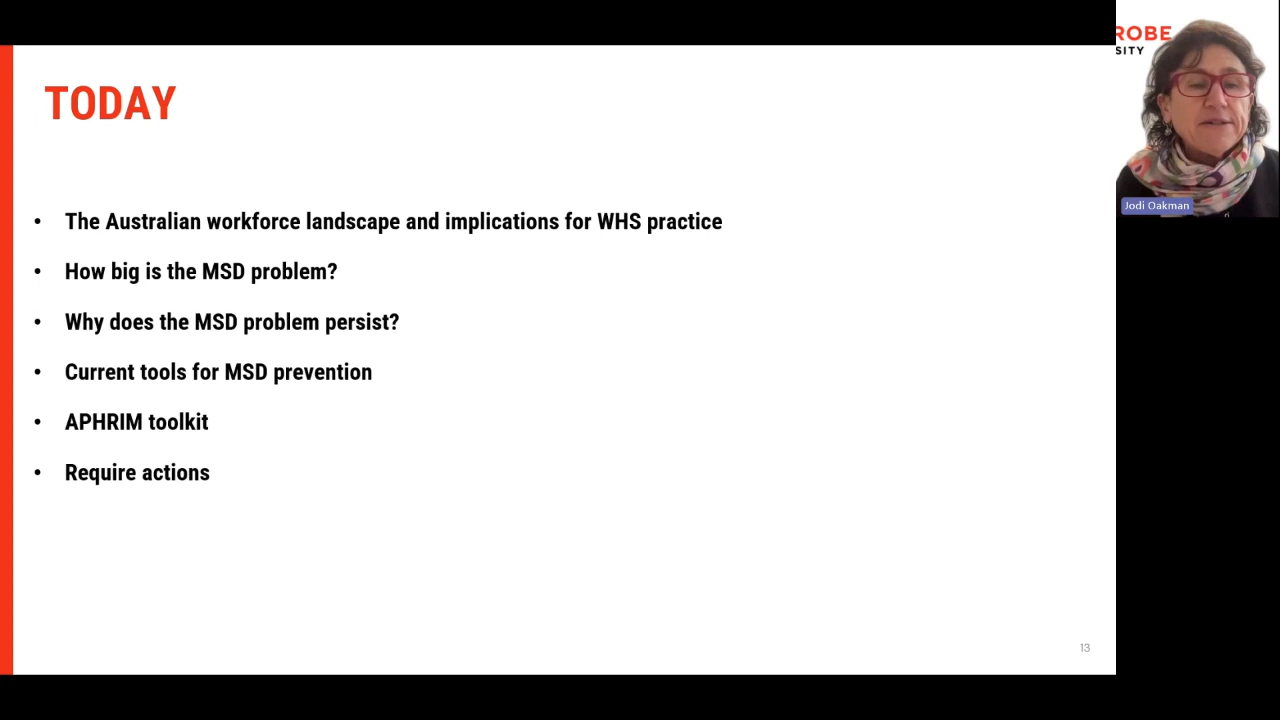 TODAY
• The Australian workforce landscape and implications for WHS practice
• How big is the MSD problem?
• Why does the MSD problem persist?
• Current tools for MSD prevention
• APHRIM toolkit
• Require actions
13
ROBE
SITY
Jodi Oakman